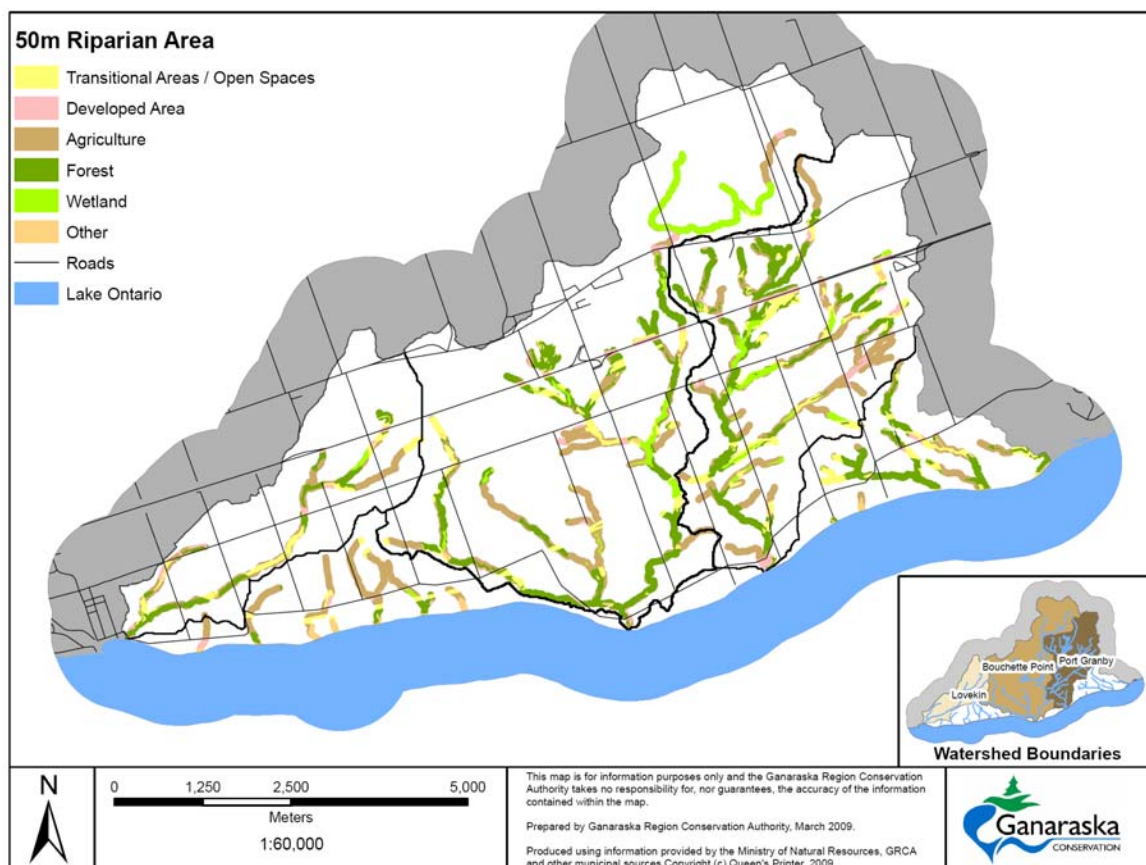 50m Riparian Area
Transitional Areas / Open Spaces
Developed Area
Agriculture
Forest
Wetland
Other
Roads
Lake Ontario
Bouchette Point
Port Granby
Lovekin
Watershed Boundaries
N
0 1,250 2,500 5,000
Meters
1:60,000
This map is for information purposes only and the Ganaraska Region Conservation
Authority takes no responsibility for, nor guarantees, the accuracy of the information
contained within the map.
Prepared by Ganaraska Region Conservation Authority, March 2009.
Produced using information provided by the Ministry of Natural Resources, GRCA
and other municipal sources Copyright (c) Queen's Printer, 2009.
Ganaraska
CONSERVATION